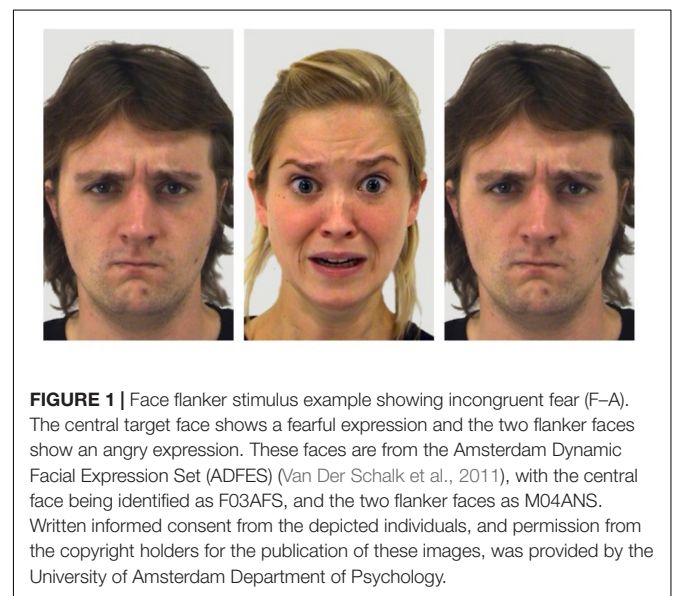 FIGURE 1 | Face flanker stimulus example showing incongruent fear (F–A).
The central target face shows a fearful expression and the two flanker faces
show an angry expression. These faces are from the Amsterdam Dynamic
Facial Expression Set (ADFES) (Van Der Schalk et al., 2011), with the central
face being identified as F03AFS, and the two flanker faces as M04ANS.
Written informed consent from the depicted individuals, and permission from
the copyright holders for the publication of these images, was provided by the
University of Amsterdam Department of Psychology.